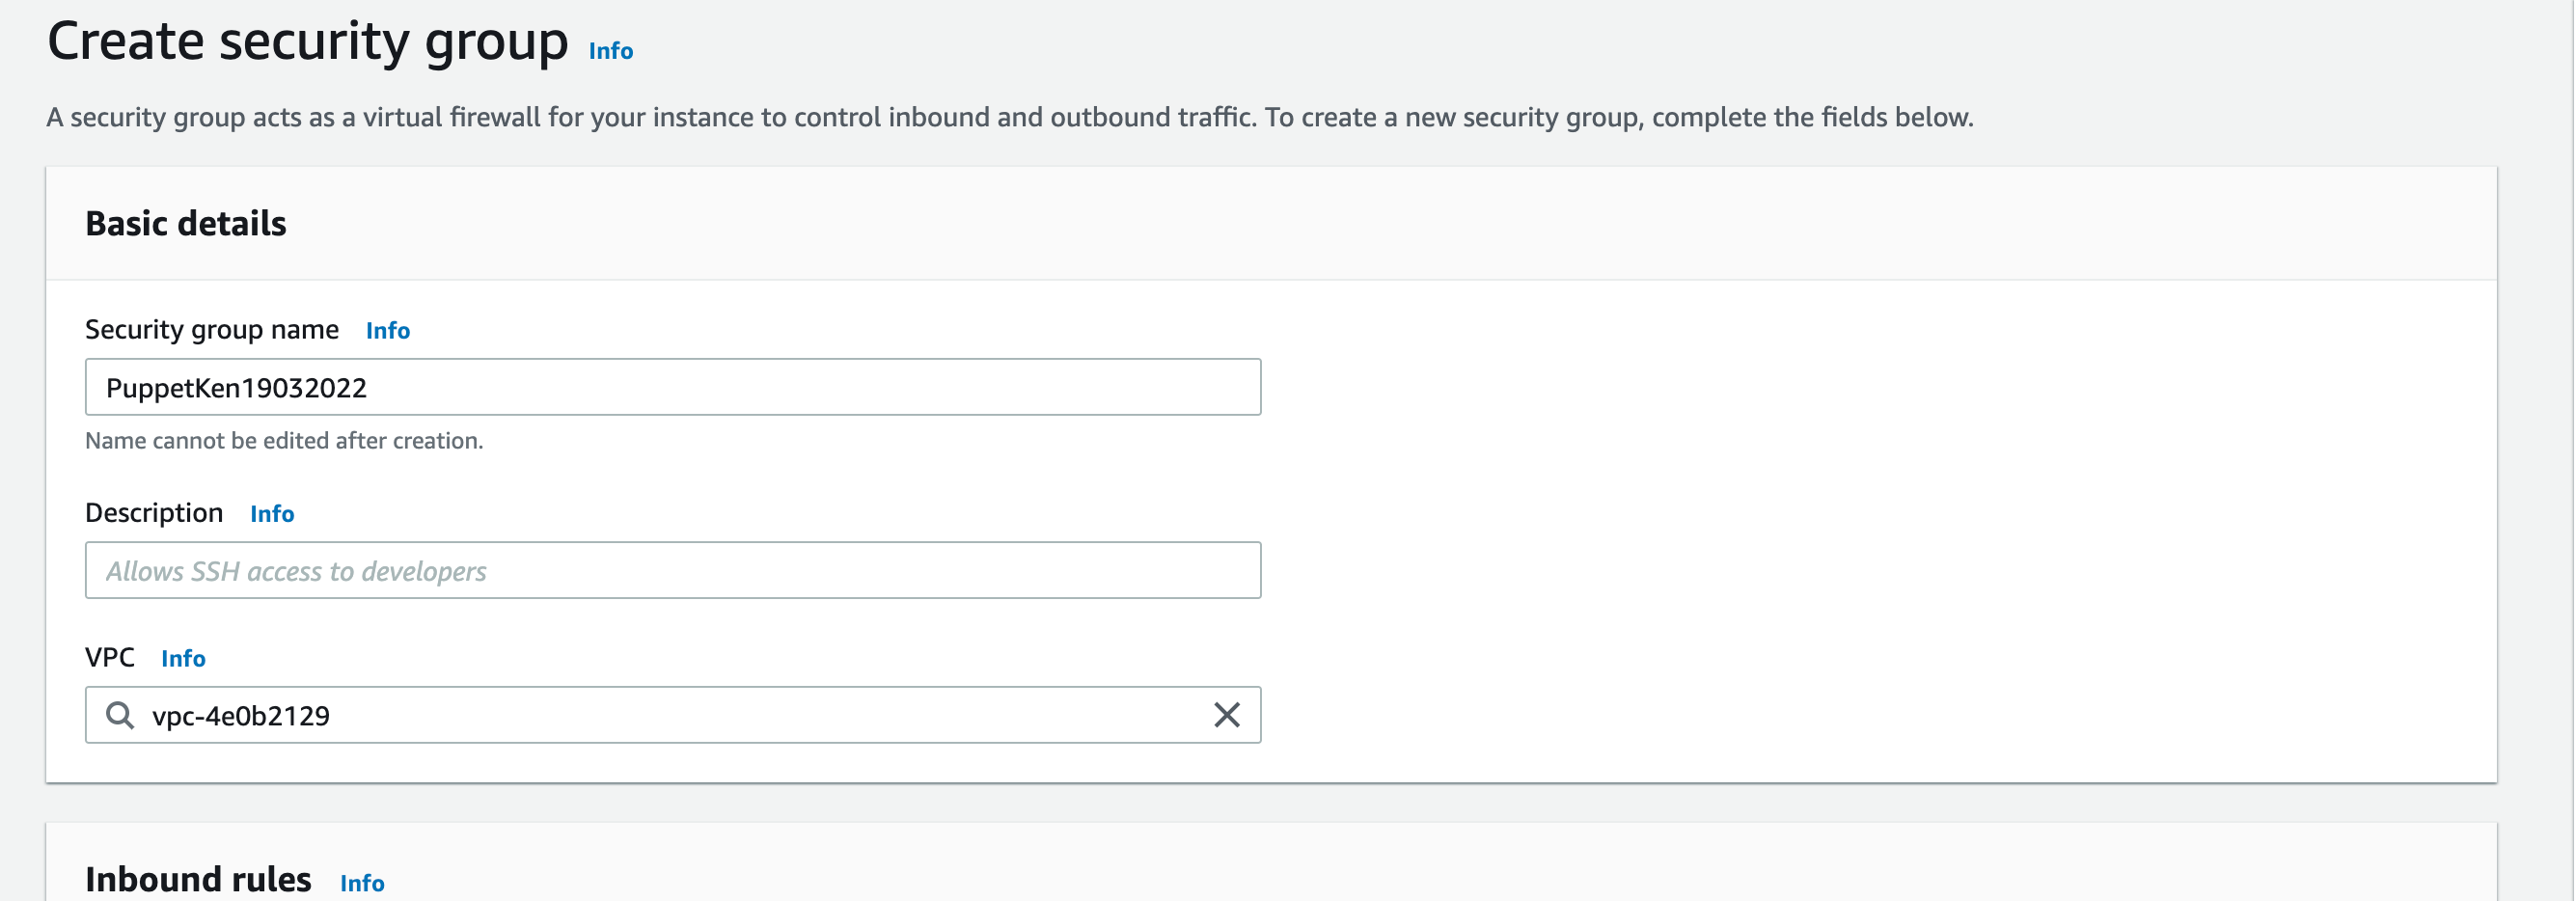 Create security group Info
A security group acts as a virtual firewall for your instance to control inbound and outbound traffic. To create a new security group, complete the fields below.
Basic details
Security group name Info
PuppetKen19032022
Name cannot be edited after creation.
Description Info
Allows SSH access to developers
VPC Info
vpc-4e0b2129
Inbound rules Info